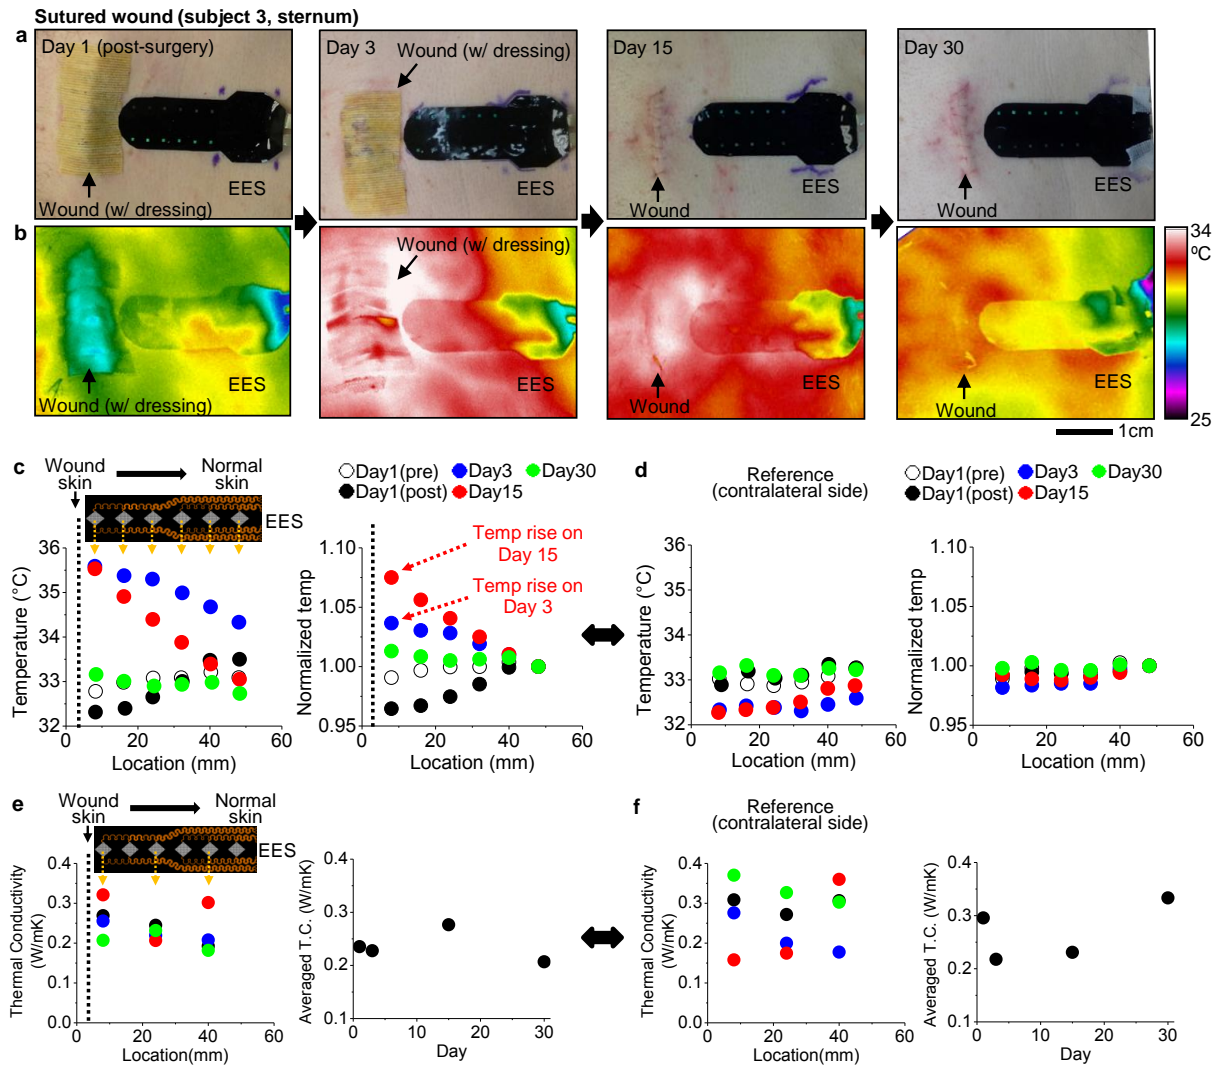 Sutured wound (subject 3, sternum)
a
Day 1 (post-surgery)
Wound (w/ dressing)
EES
Day 3
Wound (w/ dressing)
EES
Day 15
Wound
EES
Day 30
Wound
EES
b
Wound (w/ dressing)
EES
Wound (w/ dressing)
EES
Wound
EES
Wound
EES
34
ºC
25
1cm
c
Wound
skin
Normal
skin
EES
Day1(pre)
Day3
Day30
Day1(post)
Day15
36
35
34
33
32
Temperature (°C)
0
20
40
60
Location (mm)
1.10
1.05
1.00
0.95
Normalized temp
Temp rise on
Day 15
Temp rise on
Day 3
0
20
40
60
Location (mm)
d
Reference
(contralateral side)
Day1(pre)
Day3
Day30
Day1(post)
Day15
36
35
34
33
32
Temperature (°C)
0
20
40
60
Location (mm)
1.10
1.05
1.00
0.95
Normalized temp
0
20
40
60
Location (mm)
e
Wound
skin
Normal
skin
EES
0.4
0.3
0.2
0.1
0.0
Thermal Conductivity
(W/mK)
0
20
40
60
Location(mm)
0.4
0.3
0.2
0.1
Averaged T.C. (W/mK)
0
10
20
30
Day
f
Reference
(contralateral side)
0.4
0.3
0.2
0.1
0.0
Thermal Conductivity
(W/mK)
0
20
40
60
Location (mm)
0.4
0.3
0.2
0.1
Averaged T.C. (W/mK)
0
10
20
30
Day